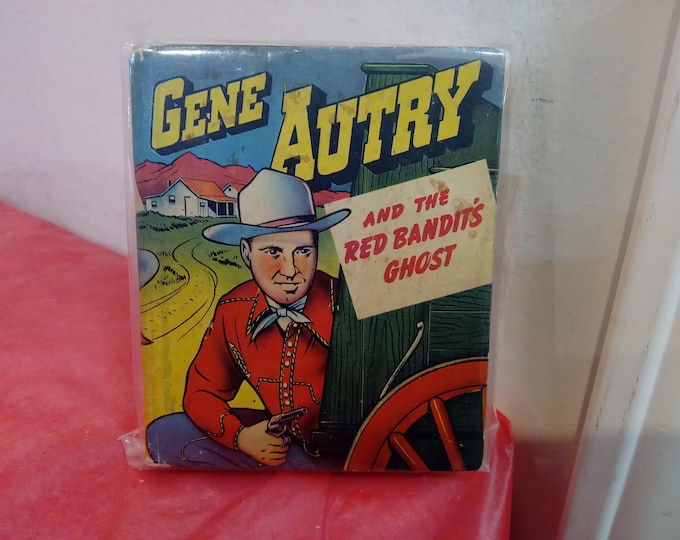 GENE AUTRY
AND THE
RED BANDIT'S
GHOST